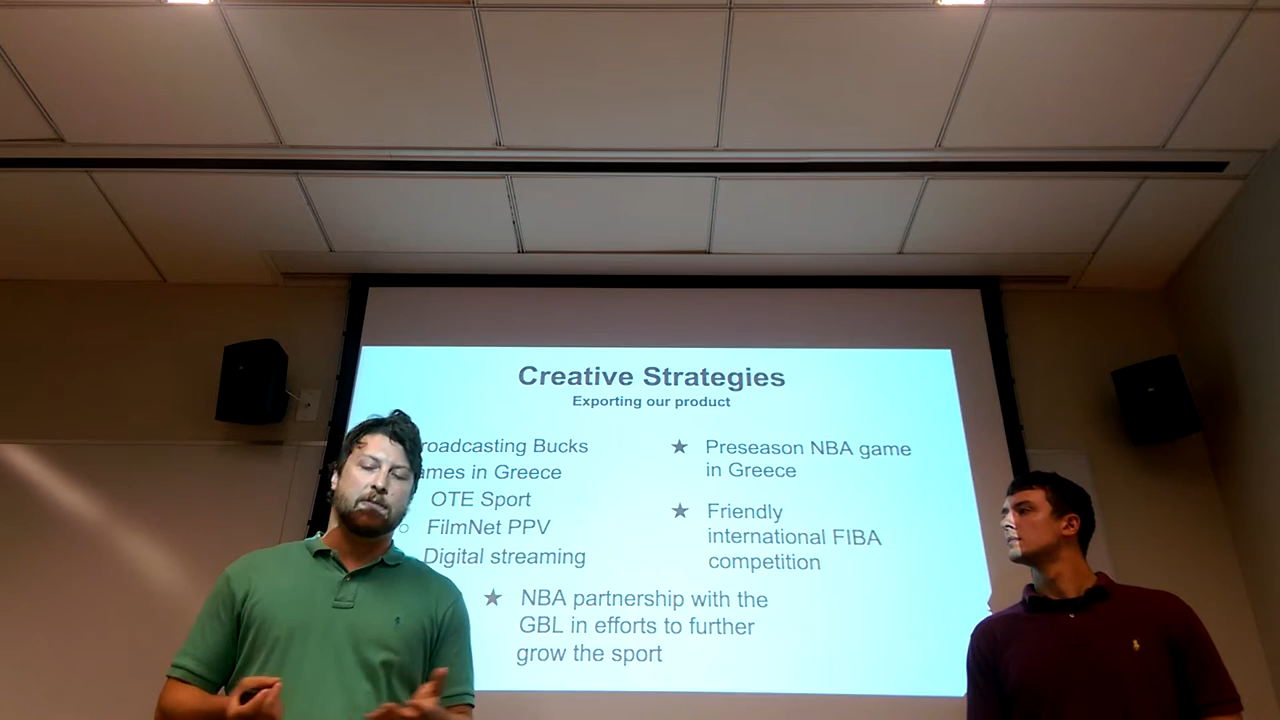 Creative Strategies
Exporting our product
roadcasting Bucks
ames in Greece
OTE Sport
FilmNet PPV
Digital streaming
★ Preseason NBA game
in Greece
★ Friendly
international FIBA
competition
★ NBA partnership with the
GBL in efforts to further
grow the sport